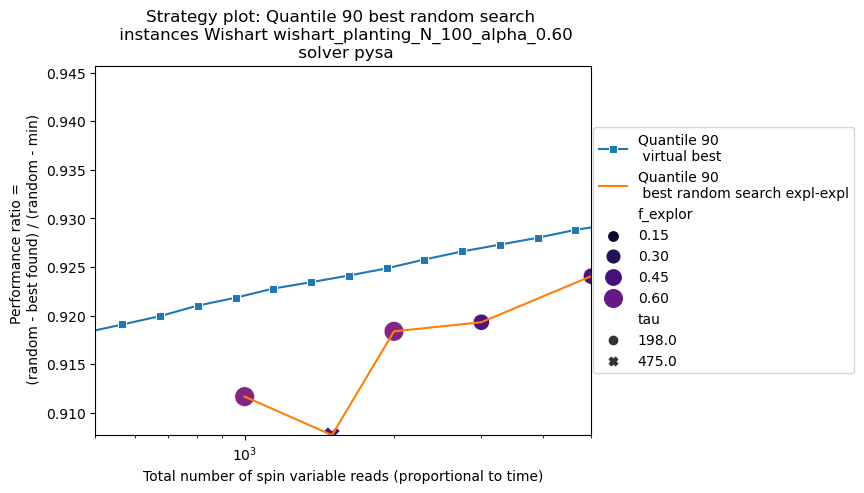 Strategy plot: Quantile 90 best random search
instances Wishart wishart_planting_N_100_alpha_0.60
solver pysa
Performance ratio =
(random - best found) / (random - min)
0.945
0.940
0.935
0.930
0.925
0.920
0.915
0.910
10^3
Total number of spin variable reads (proportional to time)
Quantile 90
virtual best
Quantile 90
best random search expl-expl
f_explor
0.15
0.30
0.45
0.60
tau
198.0
475.0